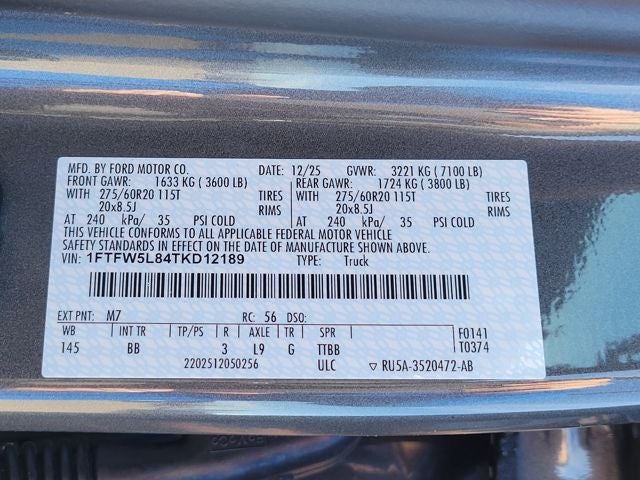 MFD. BY FORD MOTOR CO. 12/25 GVWR: 3221 KG ( 7100 LB)
FRONT GAWR: 1633 KG ( 3600 LB) REAR GAWR: 1724 KG ( 3800 LB)
WITH 275/60R20 115T TIRES WITH 275/60R20 115T TIRES
20x8.5J RIMS 20x8.5J RIMS
AT 240 kPa/ 35 PSI COLD AT 240 kPa/ 35 PSI COLD
THIS VEHICLE CONFORMS TO ALL APPLICABLE FEDERAL MOTOR VEHICLE
SAFETY STANDARDS IN EFFECT ON THE DATE OF MANUFACTURE SHOWN ABOVE.
VIN: 1FTFW5L84TKD12189 TYPE: Truck
EXT PNT: M7 RC: 56 DSO:
WB INT TR TP/PS R AXLE TR SPR F0141
145 BB 3 L9 G TTBB T0374
2202512050256 ULC RU5A-3520472-AB